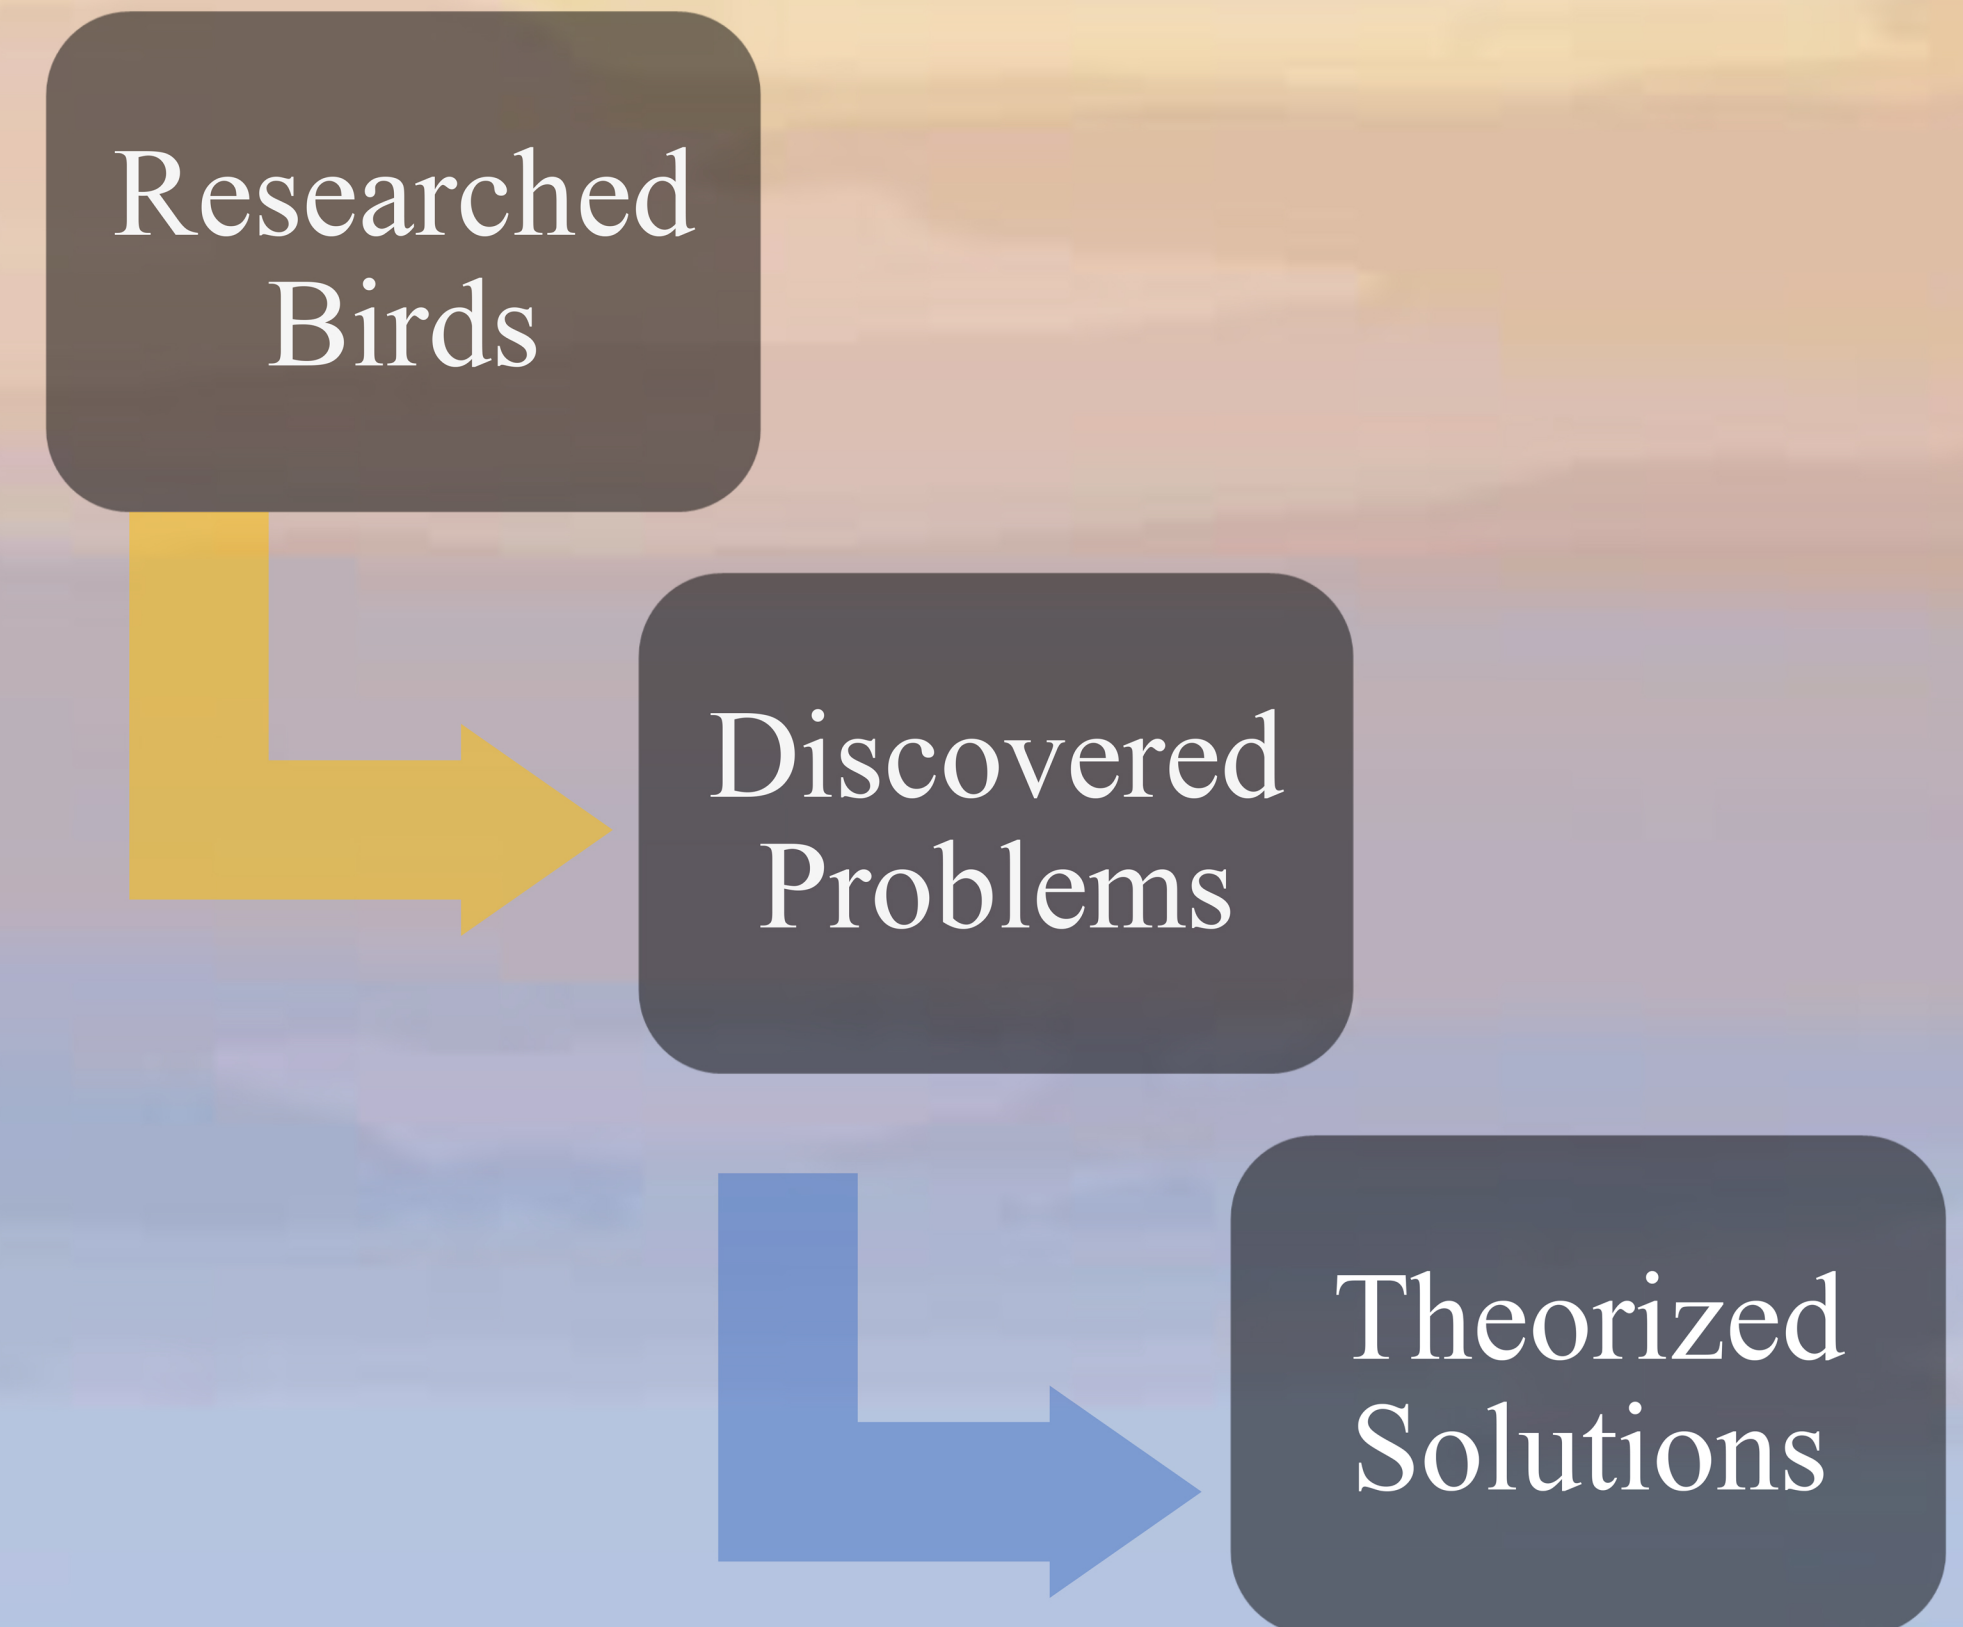 Researched
Birds
Discovered
Problems
Theorized
Solutions